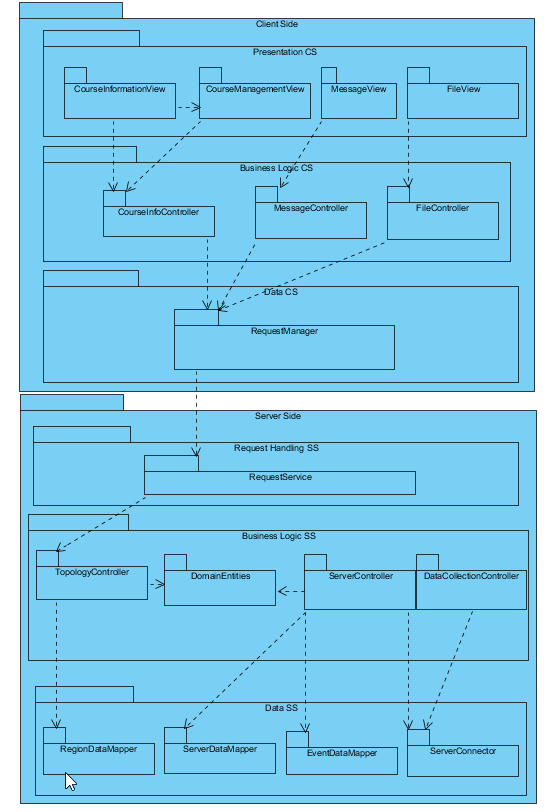 Client Side
Presentation CS
CourseInformationView
CourseManagementView
MessageView
FileView
Business Logic CS
CourseInfoController
MessageController
FileController
Data CS
RequestManager
Server Side
Request Handling SS
RequestService
Business Logic SS
TopologyController
DomainEntities
ServerController
DataCollectionController
Data SS
RegionDataMapper
ServerDataMapper
EventDataMapper
ServerConnector